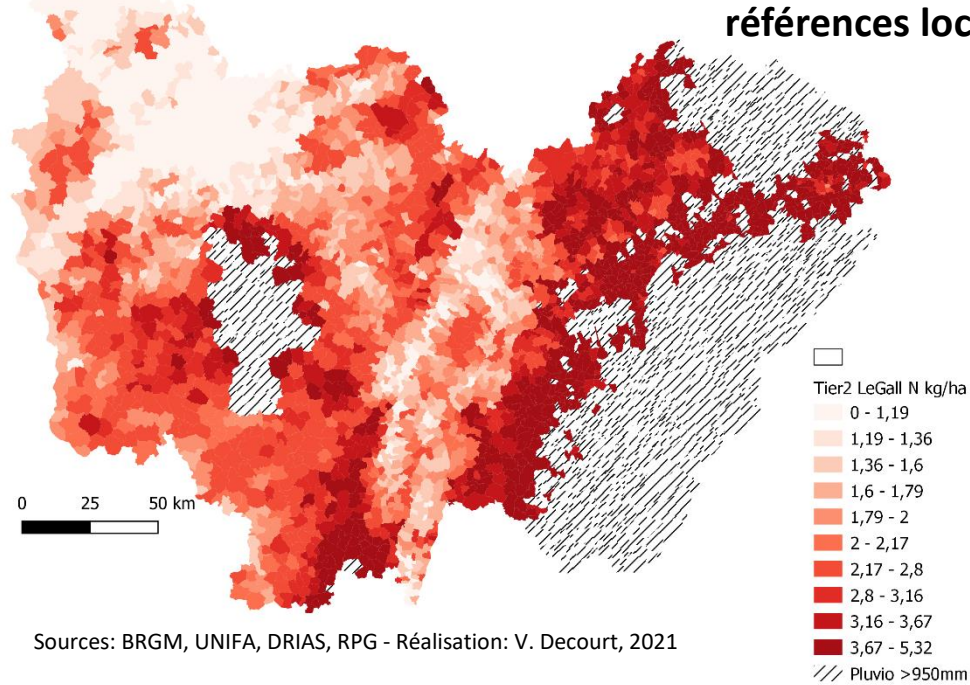 références loc
0 25 50 km
Tier2 LeGall N kg/ha
0 - 1,19
1,19 - 1,36
1,36 - 1,6
1,6 - 1,79
1,79 - 2
2 - 2,17
2,17 - 2,8
2,8 - 3,16
3,16 - 3,67
3,67 - 5,32
Pluvio >950mm
Sources: BRGM, UNIFA, DRIAS, RPG - Réalisation: V. Decourt, 2021